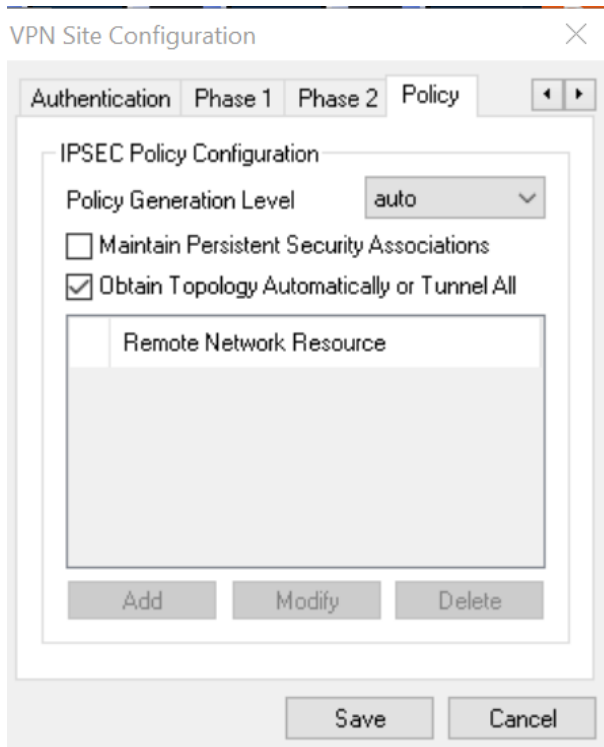 VPN Site Configuration
Authentication Phase 1 Phase 2 Policy
IPSEC Policy Configuration
Policy Generation Level auto
Maintain Persistent Security Associations
Obtain Topology Automatically or Tunnel All
Remote Network Resource
Add Modify Delete
Save Cancel